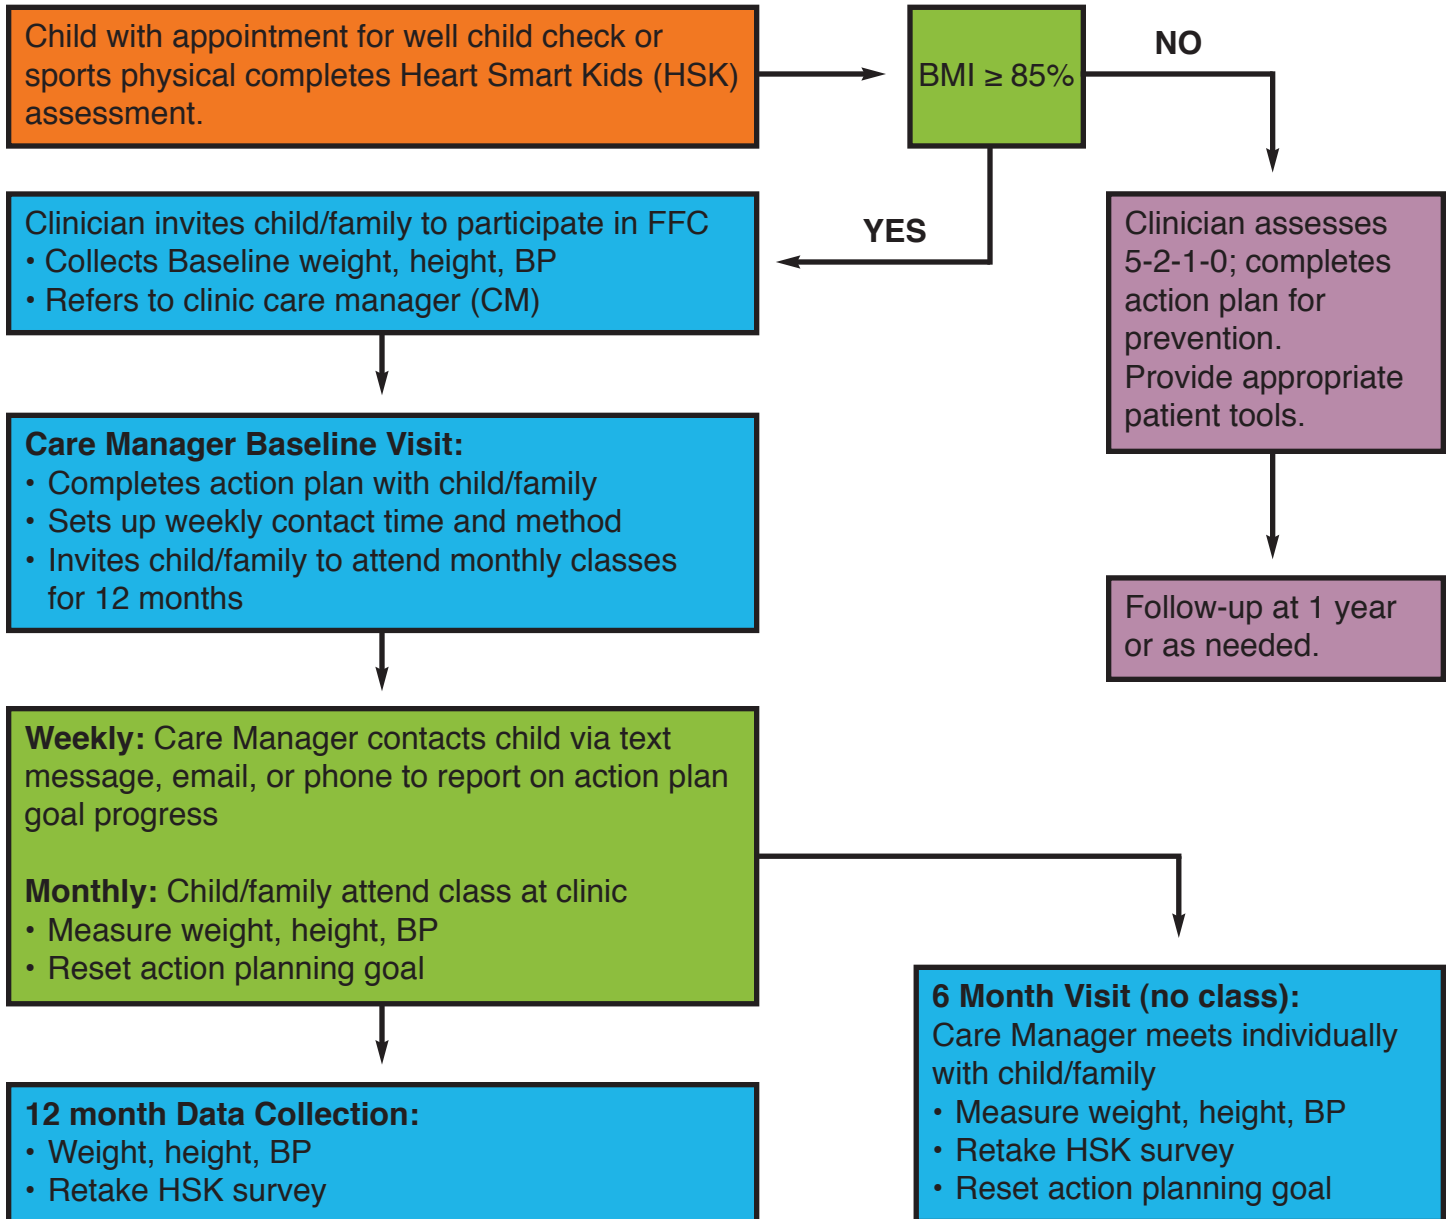 Child with appointment for well child check or
sports physical completes Heart Smart Kids (HSK)
assessment.
BMI ≥ 85%
NO
YES
Clinician invites child/family to participate in FFC
• Collects Baseline weight, height, BP
• Refers to clinic care manager (CM)
Clinician assesses
5-2-1-0; completes
action plan for
prevention.
Provide appropriate
patient tools.
Care Manager Baseline Visit:
• Completes action plan with child/family
• Sets up weekly contact time and method
• Invites child/family to attend monthly classes
for 12 months
Follow-up at 1 year
or as needed.
Weekly: Care Manager contacts child via text
message, email, or phone to report on action plan
goal progress
Monthly: Child/family attend class at clinic
• Measure weight, height, BP
• Reset action planning goal
6 Month Visit (no class):
Care Manager meets individually
with child/family
• Measure weight, height, BP
• Retake HSK survey
• Reset action planning goal
12 month Data Collection:
• Weight, height, BP
• Retake HSK survey